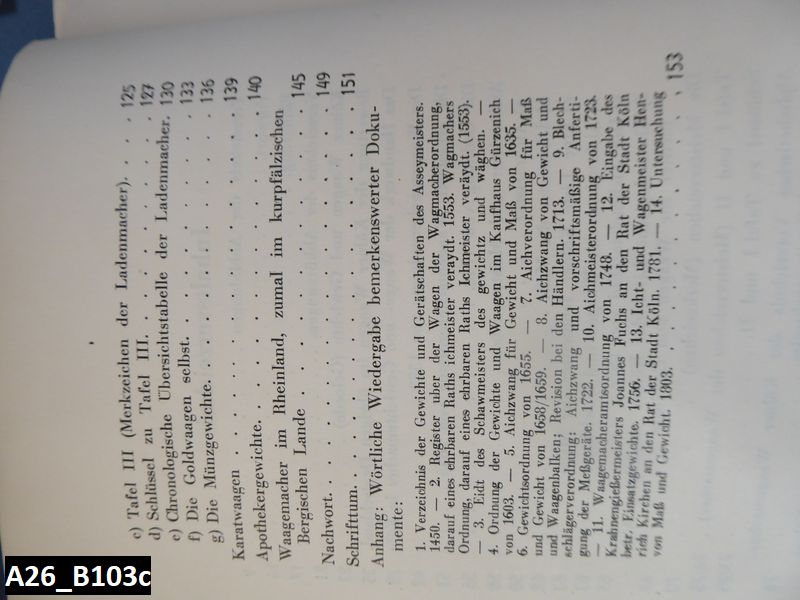 c) Tafel III (Merkzeichen der Ladenmacher). . . 125
d) Schlüssel zu Tafel III. . . . . . . . . . 127
e) Chronologische Übersichtstabelle der Ladenmacher. 130
f) Die Goldwaagen selbst. . . . . . . . . . 133
g) Die Münzgewichte. . . . . . . . . . . . 136
Karatwaagen . . . . . . . . . . . . . . 139
Apothekergewichte. . . . . . . . . . . . . 140
Waagemacher im Rheinland, zumal im kurpfälzischen
Bergischen Lande . . . . . . . . . . . . 145
Nachwort. . . . . . . . . . . . . . . . 149
Schrifttum. . . . . . . . . . . . . . . . 151
Anhang: Wörtliche Wiedergabe bemerkenswerter Doku-
mente:
1. Verzeichnis der Gewichte und Gerätschaften des Asseymeisters.
1450. — 2. Register uber der Wagen der Wagmacherordnung,
darauf eines ehrbaren Raths ichmeister veraydt. 1553. Wagmachers
Ordnung, darauf eines ehrbaren Raths Ichmeister veräydt. (1553).
— 3. Eidt des Schawmeisters des gewichtz und wäghen. —
4. Ordnung der Gewichte und Waagen im Kaufhaus Gürzenich
von 1603. — 5. Aichzwang für Gewicht und Maß von 1635. —
6. Gewichtsordnung von 1655. — 7. Aichverordnung für Maß
und Gewicht von 1658/1659. — 8. Aichzwang von Gewicht und
und Waagenbalken; Revision bei den Händlern. 1713. — 9. Blech-
schlägerverordnung: Aichzwang und vorschriftsmäßige Anferti-
gung der Meßgeräte. 1722. — 10. Aichmeisterordnung von 1723.
— 11. Waagemacheramtsordnung von 1748. — 12. Eingabe des
Krahnengießermeisters Joannes Fuchs an den Rat der Stadt Köln
betr. Einsatzgewichte. 1756. — 13. Icht- und Wagenmeister Hen-
rich Kirchen an den Rat der Stadt Köln. 1781. — 14. Untersuchung
von Maß und Gewicht. 1803. . . . . . . . . . . . . 153
A26_B103c